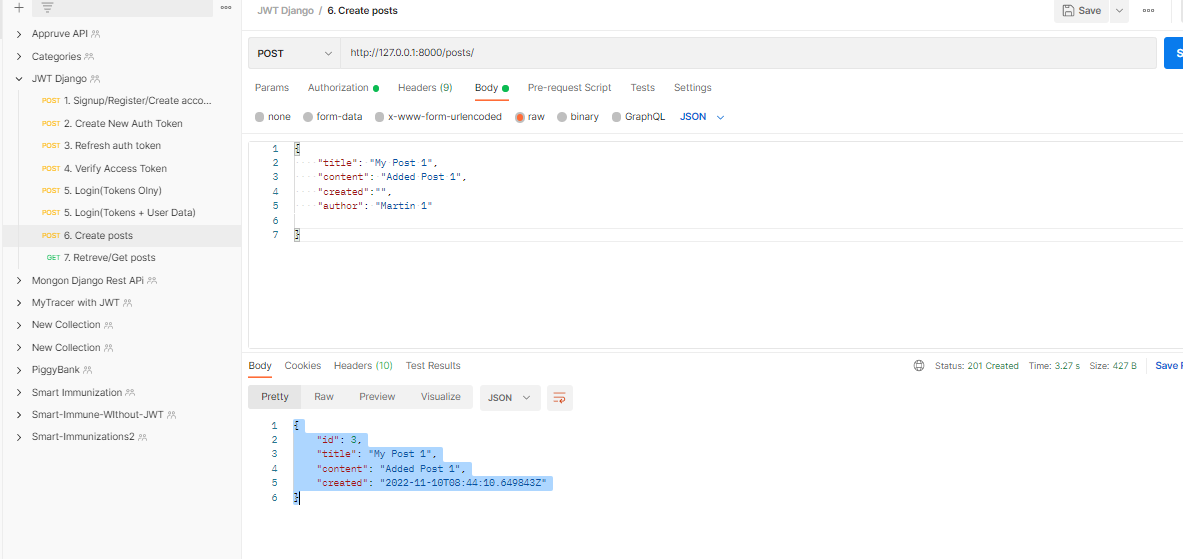 JWT Django / 6. Create posts
Save
Appruve API
Categories
JWT Django
POST 1. Signup/Register/Create acco...
POST 2. Create New Auth Token
POST 3. Refresh auth token
POST 4. Verify Access Token
POST 5. Login(Tokens Olny)
POST 5. Login(Tokens + User Data)
POST 6. Create posts
GET 7. Retreve/Get posts
Mongon Django Rest APi
MyTracer with JWT
New Collection
New Collection
PiggyBank
Smart Immunization
Smart-Immune-WIthout-JWT
Smart-Immunizations2
POST http://127.0.0.1:8000/posts/ S
Params Authorization Headers (9) Body Pre-request Script Tests Settings
none form-data x-www-form-urlencoded raw binary GraphQL JSON
1 {
2 "title": "My Post 1",
3 "content": "Added Post 1",
4 "created":"",
5 "author": "Martin 1"
6
7 }
Body Cookies Headers (10) Test Results Status: 201 Created Time: 3.27 s Size: 427 B Save R
Pretty Raw Preview Visualize JSON
1 {
2 "id": 3,
3 "title": "My Post 1",
4 "content": "Added Post 1",
5 "created": "2022-11-10T08:44:10.649843Z"
6 }